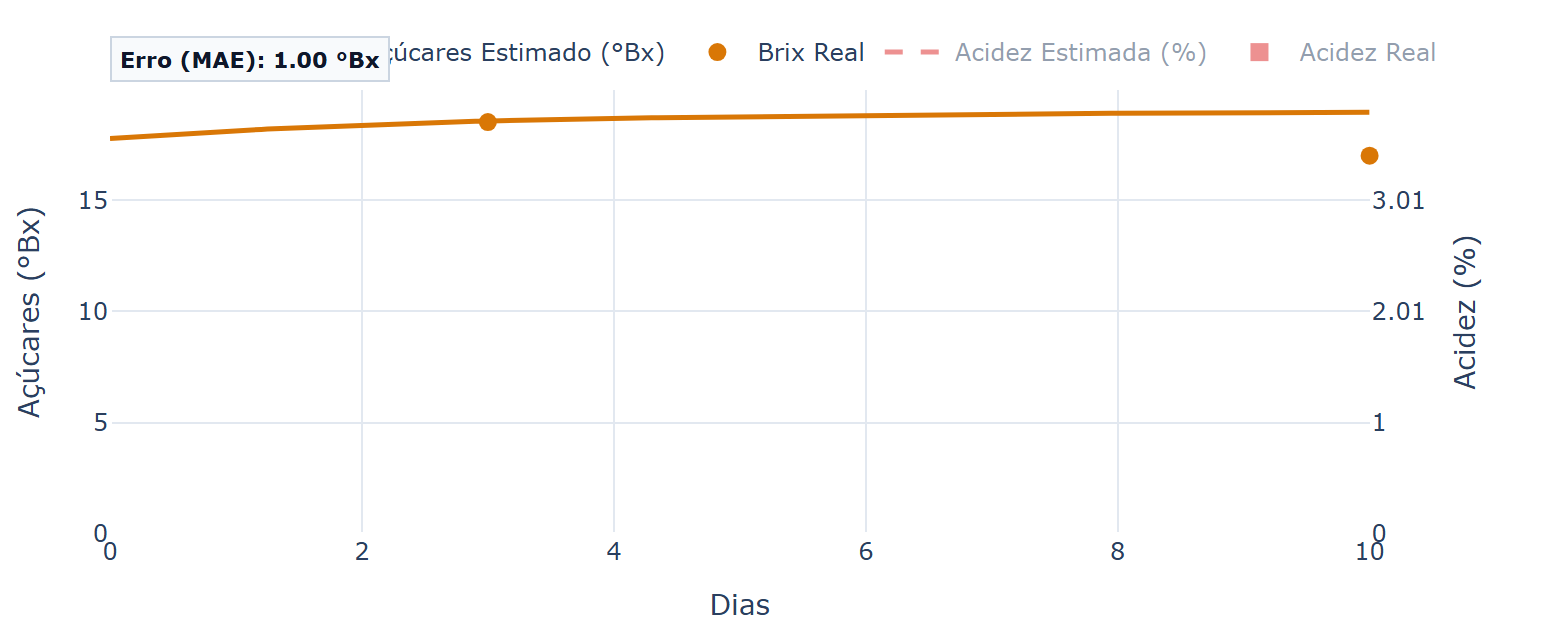 Erro (MAE): 1.00 °Bx
çúcares Estimado (°Bx)
Brix Real
Acidez Estimada (%)
Acidez Real
15
10
5
0
Açúcares (°Bx)
3.01
2.01
1
0
Acidez (%)
0
2
4
6
8
10
Dias